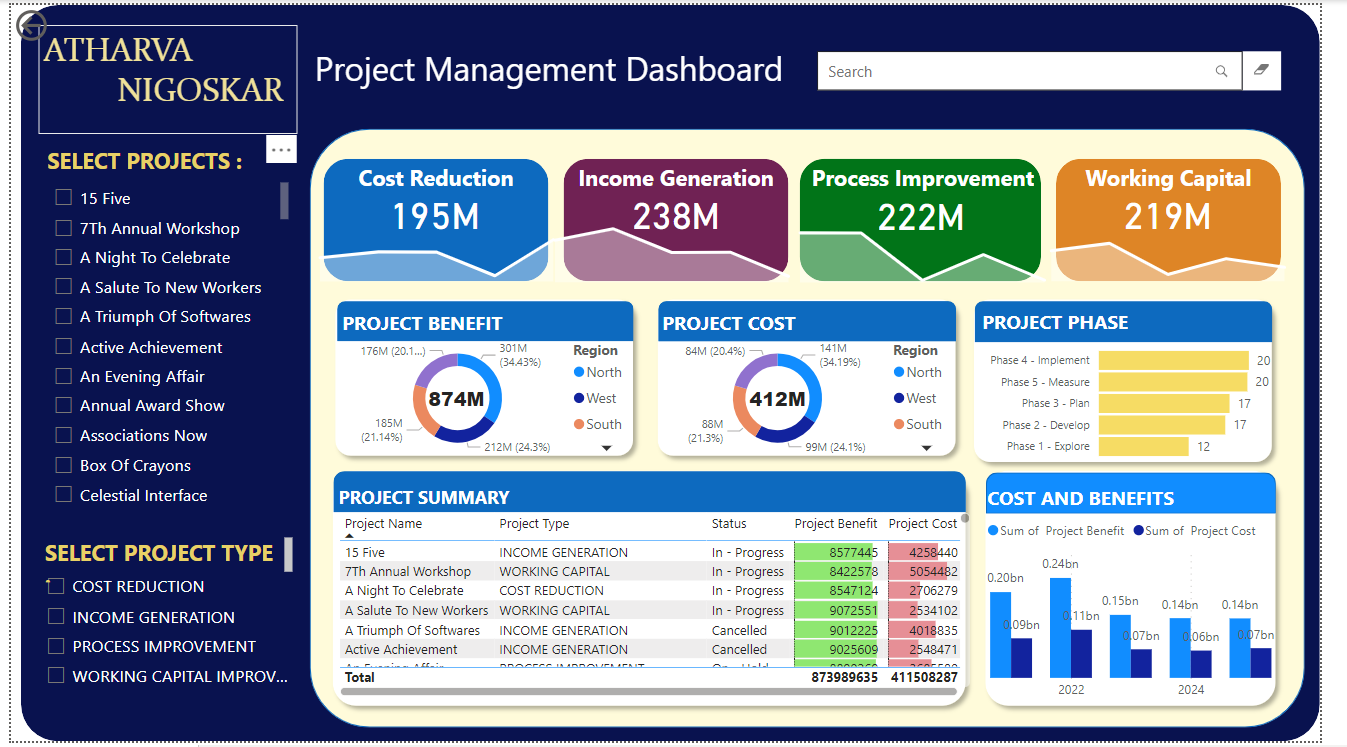 ATHARVA
NIGOSKAR
Project Management Dashboard
Search
SELECT PROJECTS :
15 Five
7Th Annual Workshop
A Night To Celebrate
A Salute To New Workers
A Triumph Of Softwares
Active Achievement
An Evening Affair
Annual Award Show
Associations Now
Box Of Crayons
Celestial Interface
SELECT PROJECT TYPE
COST REDUCTION
INCOME GENERATION
PROCESS IMPROVEMENT
WORKING CAPITAL IMPROV...
Cost Reduction
195M
Income Generation
238M
Process Improvement
222M
Working Capital
219M
PROJECT BENEFIT
176M (20.1...)
301M
(34.43%)
874M
185M
(21.14%)
212M (24.3%)
Region
North
West
South
PROJECT COST
84M (20.4%)
141M
(34.19%)
412M
88M
(21.3%)
99M (24.1%)
Region
North
West
South
PROJECT PHASE
Phase 4 - Implement 20
Phase 5 - Measure 20
Phase 3 - Plan 17
Phase 2 - Develop 17
Phase 1 - Explore 12
PROJECT SUMMARY
Project Name Project Type Status Project Benefit Project Cost
15 Five INCOME GENERATION In - Progress 8577445 4258440
7Th Annual Workshop WORKING CAPITAL In - Progress 8422578 5054482
A Night To Celebrate COST REDUCTION In - Progress 8547124 2706279
A Salute To New Workers WORKING CAPITAL In - Progress 9072551 2534102
A Triumph Of Softwares INCOME GENERATION Cancelled 9012225 4018835
Active Achievement INCOME GENERATION Cancelled 9025609 2548471
An Evening Affair PROCESS IMPROVEMENT On - Hold
Total 873989635 411508287
COST AND BENEFITS
Sum of Project Benefit Sum of Project Cost
0.20bn
0.09bn
0.24bn
0.11bn
0.15bn
0.07bn
0.14bn
0.06bn
0.14bn
0.07bn
2022 2024